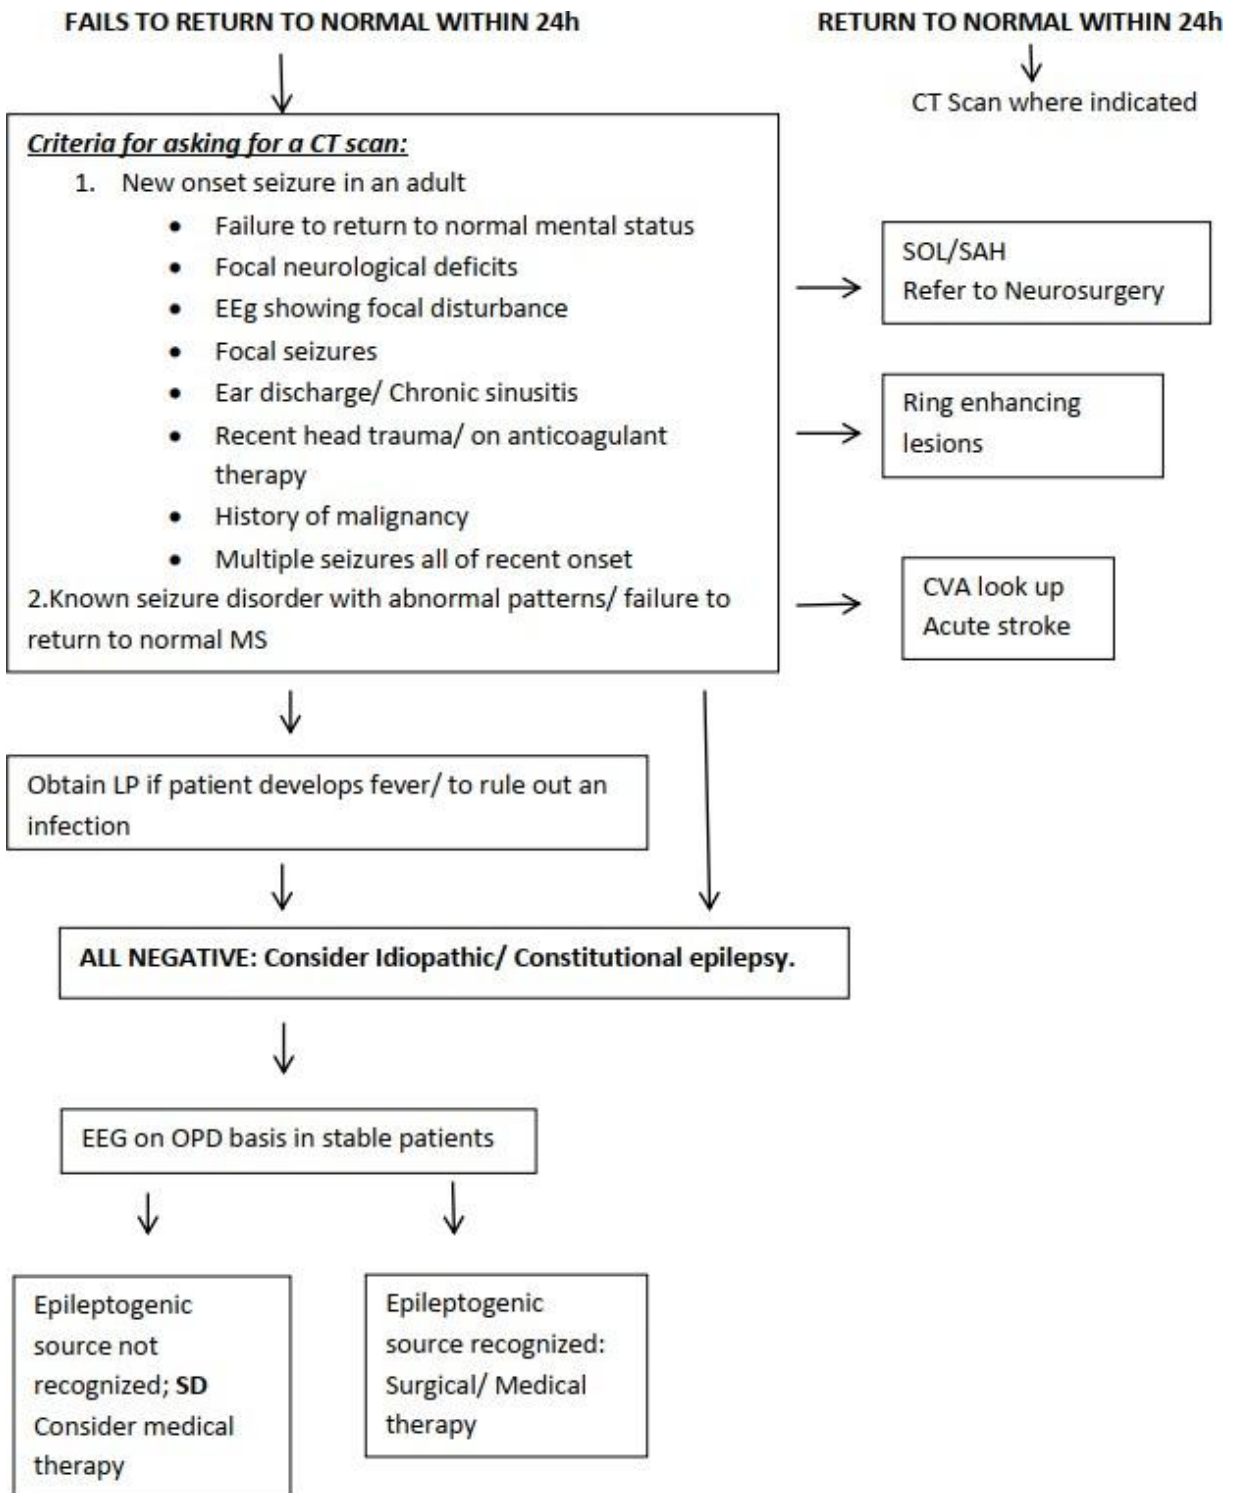 FAILS TO RETURN TO NORMAL WITHIN 24h
RETURN TO NORMAL WITHIN 24h
CT Scan where indicated
Criteria for asking for a CT scan:
1. New onset seizure in an adult
• Failure to return to normal mental status
• Focal neurological deficits
• EEg showing focal disturbance
• Focal seizures
• Ear discharge/ Chronic sinusitis
• Recent head trauma/ on anticoagulant
therapy
• History of malignancy
• Multiple seizures all of recent onset
2.Known seizure disorder with abnormal patterns/ failure to
return to normal MS
SOL/SAH
Refer to Neurosurgery
Ring enhancing
lesions
CVA look up
Acute stroke
Obtain LP if patient develops fever/ to rule out an
infection
ALL NEGATIVE: Consider Idiopathic/ Constitutional epilepsy.
EEG on OPD basis in stable patients
Epileptogenic
source not
recognized; SD
Consider medical
therapy
Epileptogenic
source recognized:
Surgical/ Medical
therapy